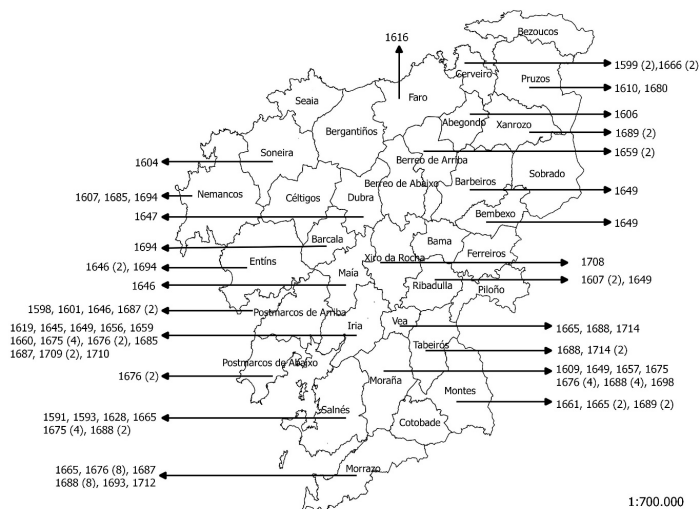 Bezoucos
1616
1599 (2),1666 (2)
Cerveiro
Pruzos
1610, 1680
Seaia
Faro
1606
Abegondo
Xanrozo
Bergantiños
1689 (2)
1659 (2)
Soneira
Berreo de Arriba
1604
Sobrado
Berreo de Abaixo
Barbeiros
1649
Nemancos
1607, 1685, 1694
Céltigos
Dubra
1647
Bembexo
1649
Barcala
Bama
1694
Ferreiros
Xiro da Rocha
1708
Entíns
1646 (2), 1694
Maía
1607 (2), 1649
1646
Ribadulla
Piloño
1598, 1601, 1646, 1687 (2)
Postmarcos de Arriba
1619, 1645, 1649, 1656, 1659
1660, 1675 (4), 1676 (2), 1685
1687, 1709 (2), 1710
Iria
Vea
1665, 1688, 1714
Tabeirós
1688, 1714 (2)
Postmarcos de Abaixo
1676 (2)
Moraña
1609, 1649, 1657, 1675
1676 (4), 1688 (4), 1698
Montes
1661, 1665 (2), 1689 (2)
1591, 1593, 1628, 1665
1675 (4), 1688 (2)
Salnés
Cotobade
1665, 1676 (8), 1687
1688 (8), 1693, 1712
Morrazo
1:700.000